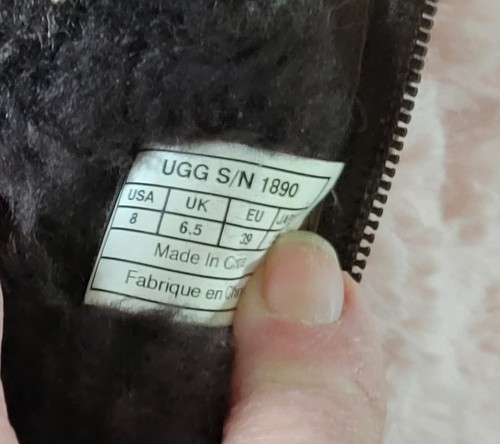 UGG S/N 1890
USA UK EU
8 6.5 39
Made In
Fabrique en